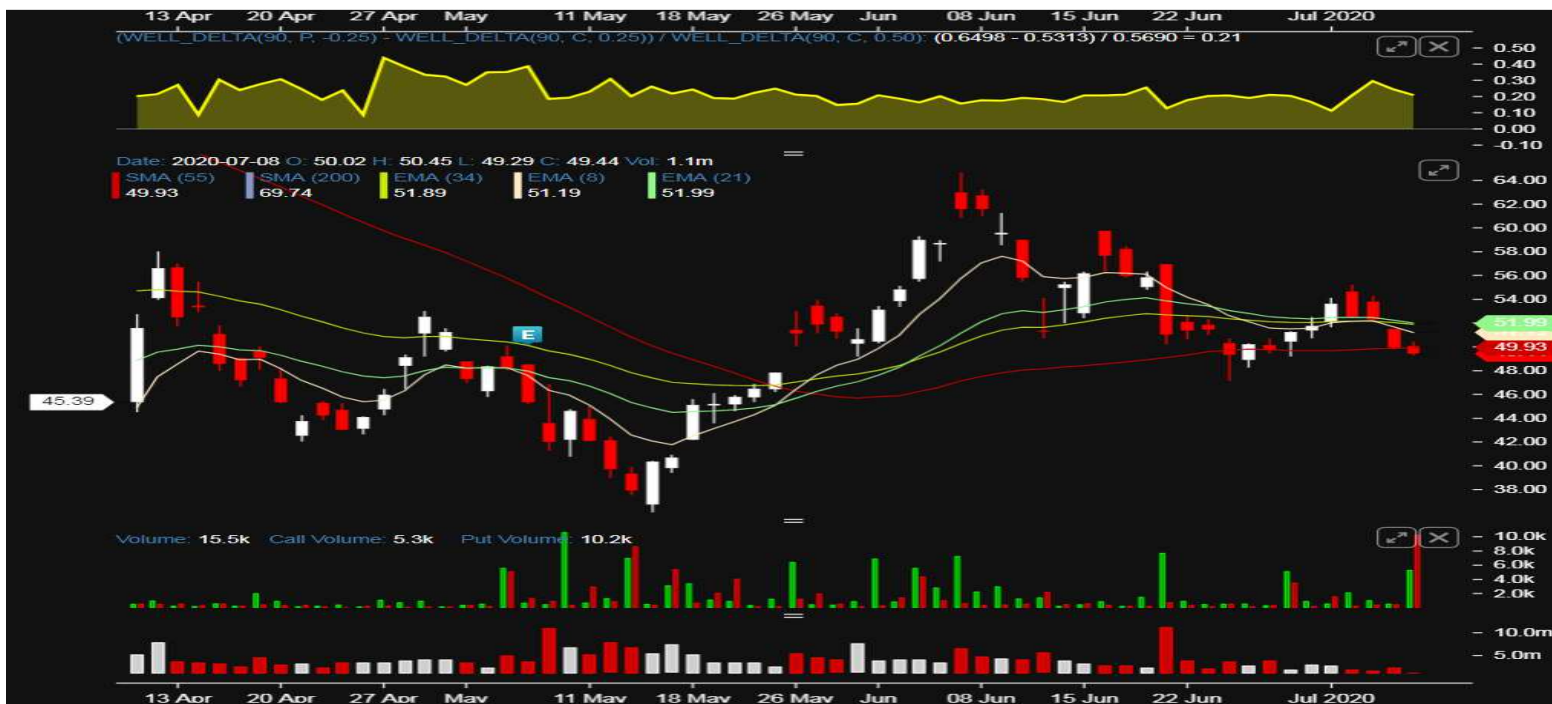 13 Apr 20 Apr 27 Apr May 11 May 18 May 26 May Jun 08 Jun 15 Jun 22 Jun Jul 2020
(WELL_DELTA(90, P, -0.25) - WELL_DELTA(90, C, 0.25)) / WELL_DELTA(90, C, 0.50): (0.6498 - 0.5313) / 0.5690 = 0.21
0.50
0.40
0.30
0.20
0.10
0.00
-0.10
Date: 2020-07-08 O: 50.02 H: 50.45 L: 49.29 C: 49.44 Vol: 1.1m
SMA (55) SMA (200) EMA (34) EMA (8) EMA (21)
49.93 69.74 51.89 51.19 51.99
64.00
62.00
60.00
58.00
56.00
54.00
E
51.99
49.93
48.00
46.00
45.39
44.00
42.00
40.00
38.00
Volume: 15.5k Call Volume: 5.3k Put Volume: 10.2k
10.0k
8.0k
6.0k
4.0k
2.0k
10.0m
5.0m
13 Apr 20 Apr 27 Apr May 11 May 18 May 26 May Jun 08 Jun 15 Jun 22 Jun Jul 2020